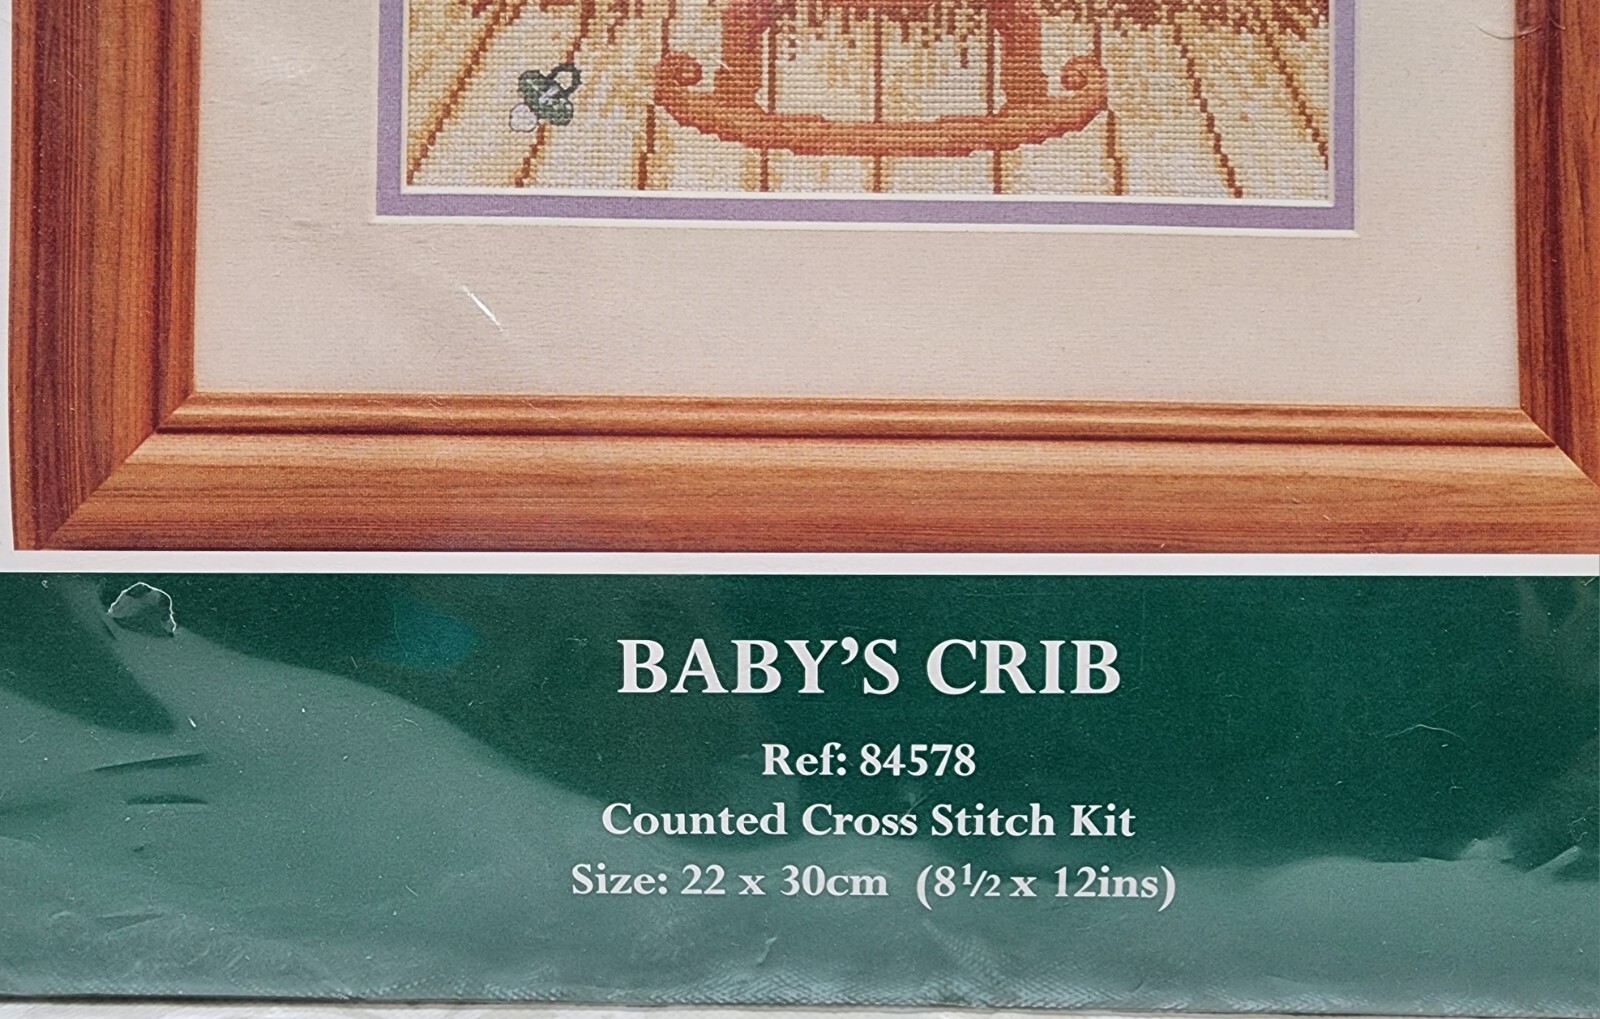 BABY'S CRIB
Ref: 84578
Counted Cross Stitch Kit
Size: 22 x 30cm (8½ x 12ins)